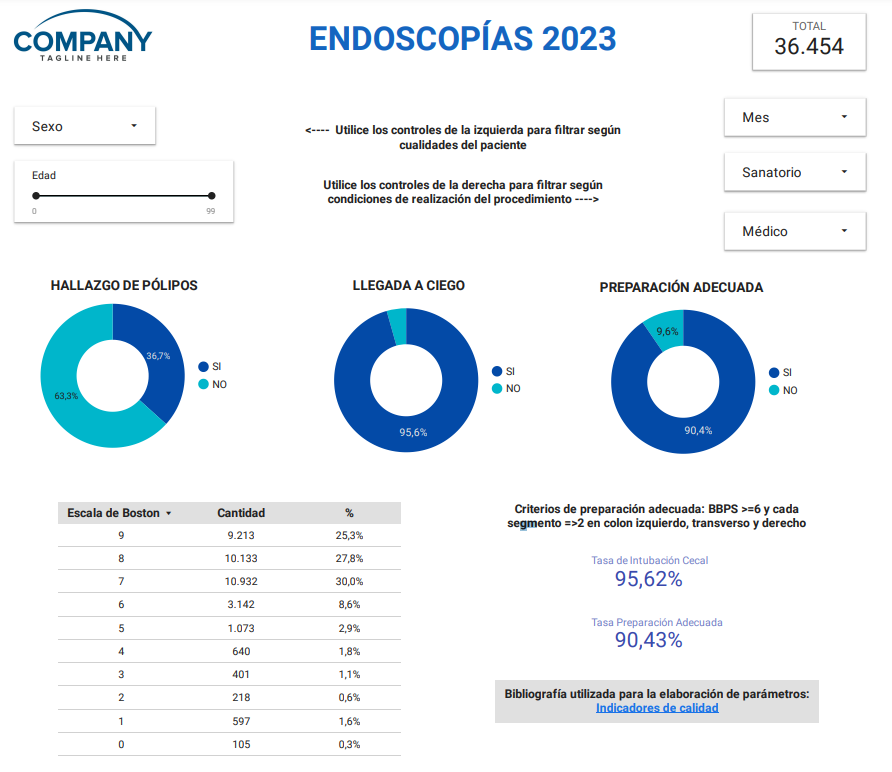 COMPANY
TAGLINE HERE
ENDOSCOPÍAS 2023
TOTAL
36.454
Sexo
Edad
0 99
<---- Utilice los controles de la izquierda para filtrar según
cualidades del paciente
Utilice los controles de la derecha para filtrar según
condiciones de realización del procedimiento ---->
Mes
Sanatorio
Médico
HALLAZGO DE PÓLIPOS
36,7%
63,3%
SI
NO
LLEGADA A CIEGO
95,6%
SI
NO
PREPARACIÓN ADECUADA
9,6%
90,4%
SI
NO
Escala de Boston Cantidad %
9 9.213 25,3%
8 10.133 27,8%
7 10.932 30,0%
6 3.142 8,6%
5 1.073 2,9%
4 640 1,8%
3 401 1,1%
2 218 0,6%
1 597 1,6%
0 105 0,3%
Criterios de preparación adecuada: BBPS >=6 y cada
segmento =>2 en colon izquierdo, transverso y derecho
Tasa de Intubación Cecal
95,62%
Tasa Preparación Adecuada
90,43%
Bibliografía utilizada para la elaboración de parámetros:
Indicadores de calidad